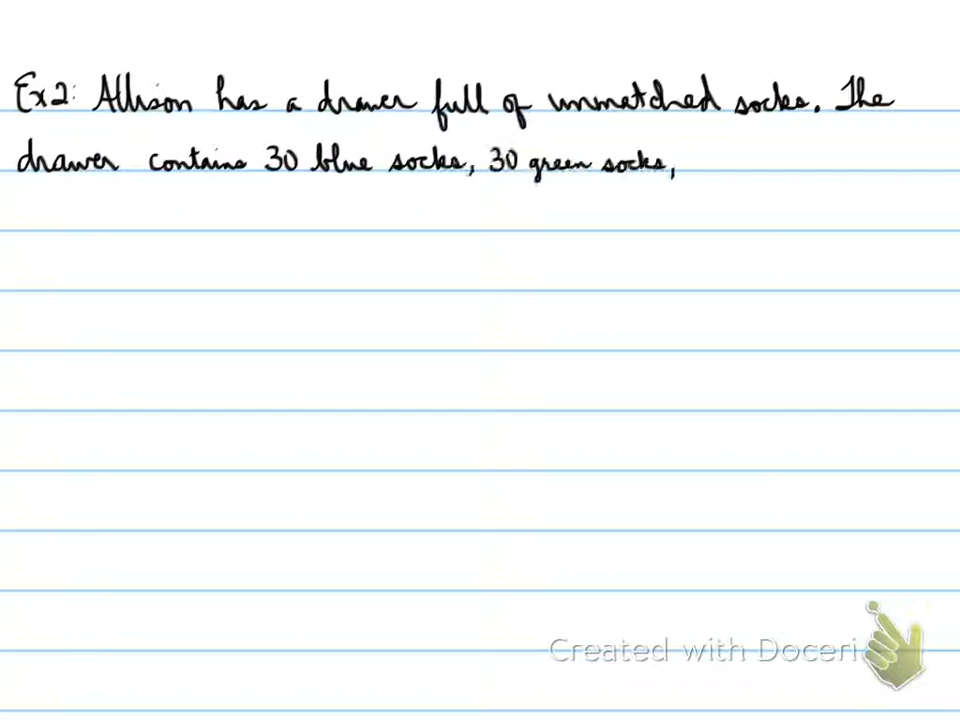 Ex2: Allison has a drawer full of unmatched socks. The
drawer contains 30 blue socks, 30 green socks,
Created with Doceri